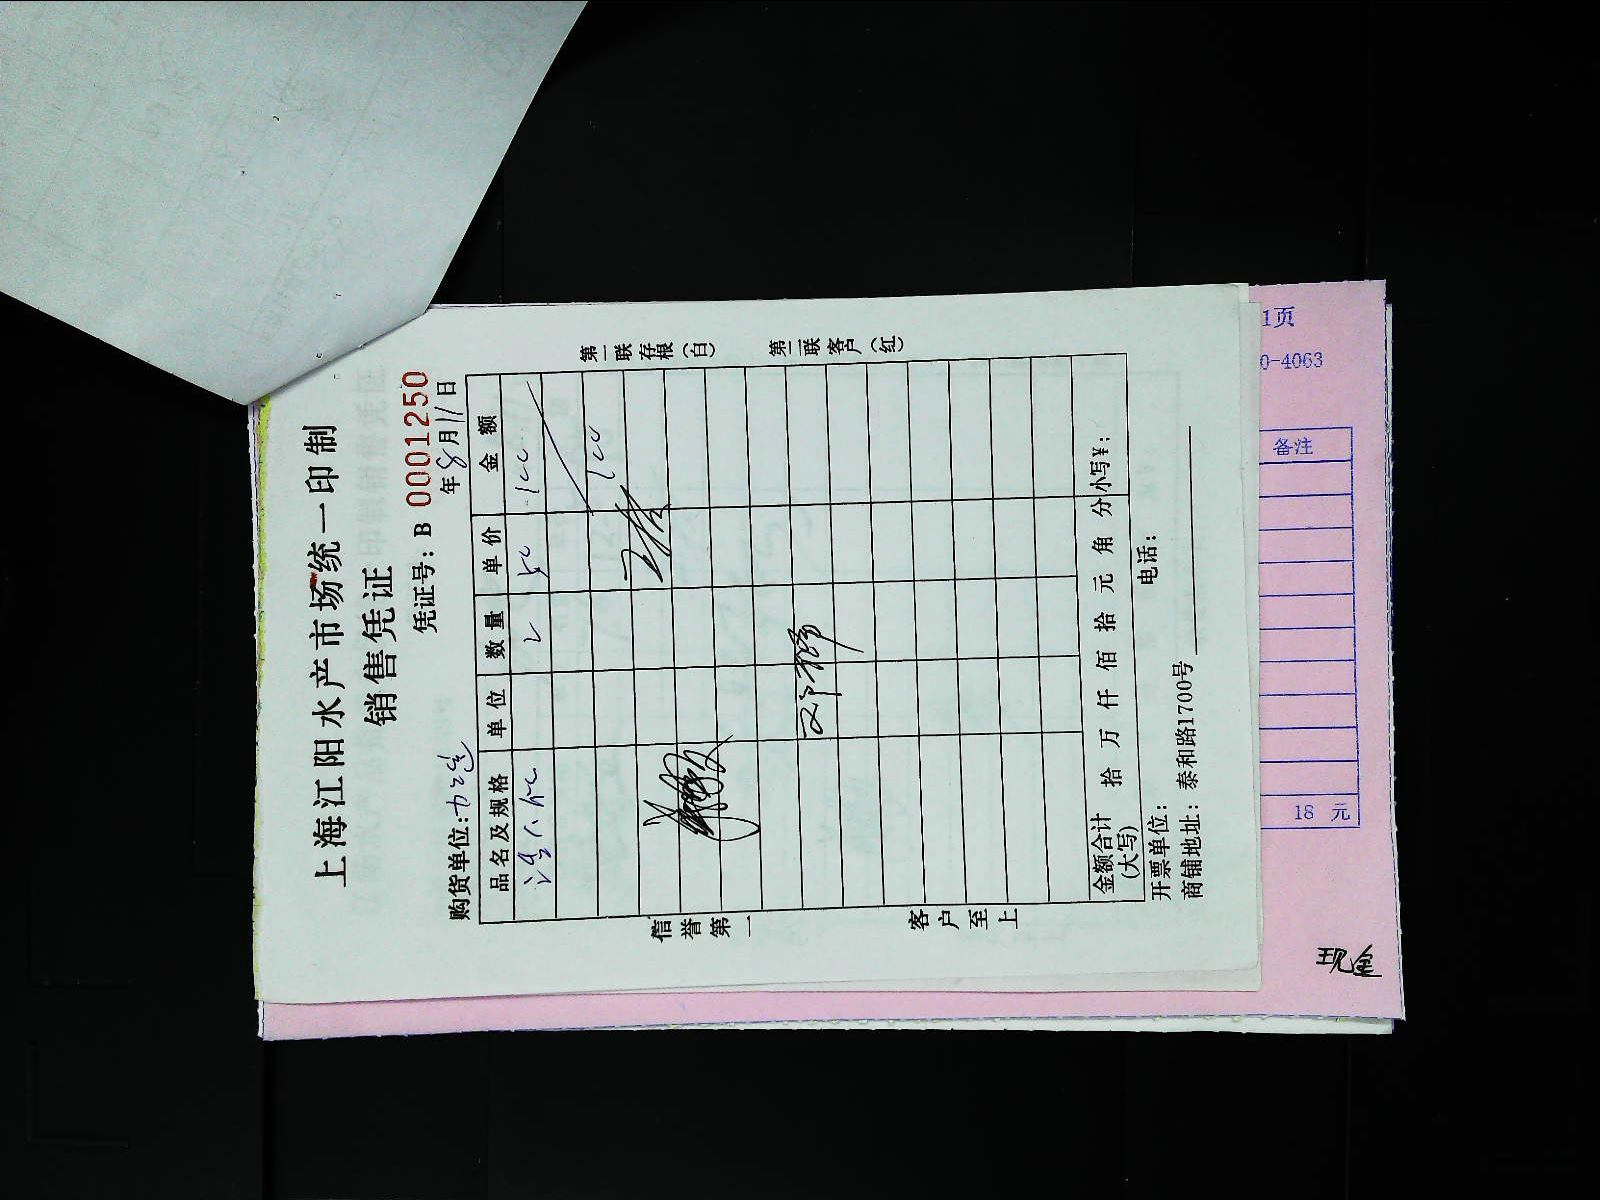 上海江阳水产市场统一印制
销售凭证
凭证号：B 0001250
购货单位：
年 8 月 11 日
品名及规格 单位 数量 单价 金额
2 50 100
100
信誉第一
客户至上
第一联存根（白）
第二联客户（红）
金额合计（大写） 拾 万 仟 佰 拾 元 角 分 小写¥：
开票单位： 电话：
商铺地址：泰和路1700号
1页
0-4063
备注
18 元
现金